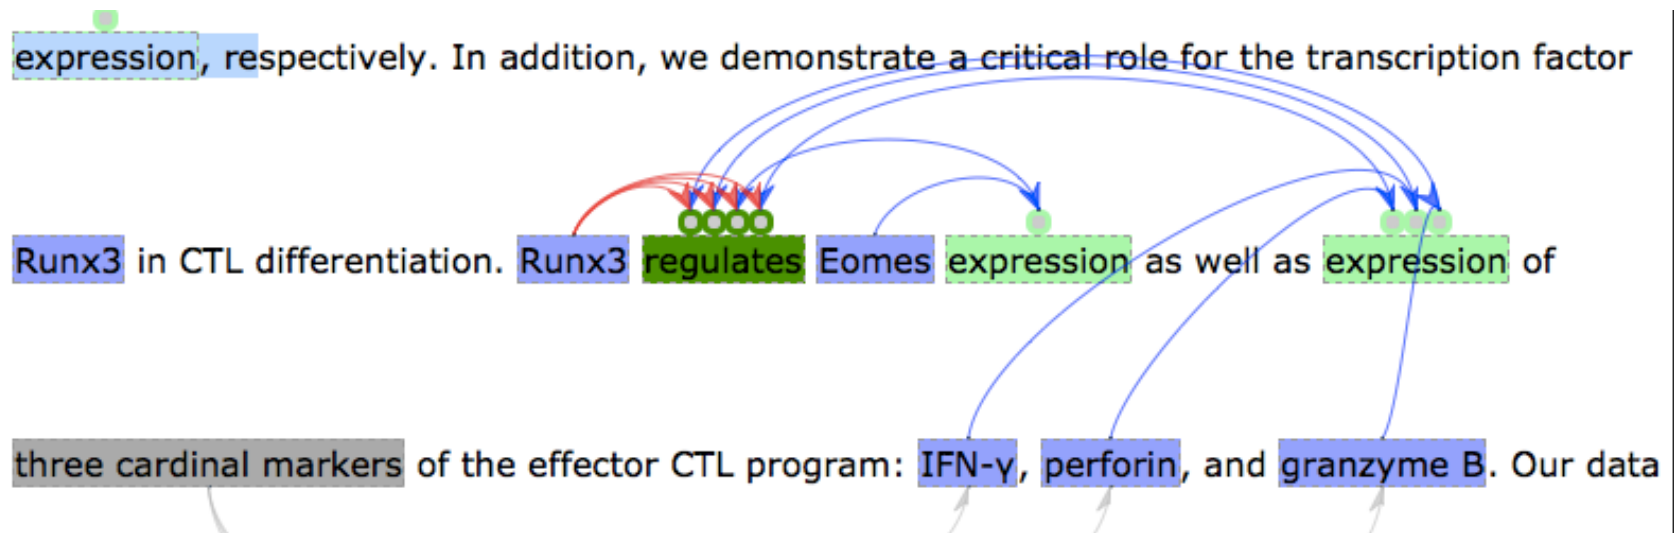 expression, respectively. In addition, we demonstrate a critical role for the transcription factor
Runx3 in CTL differentiation. Runx3 regulates Eomes expression as well as expression of
three cardinal markers of the effector CTL program: IFN-γ, perforin, and granzyme B. Our data